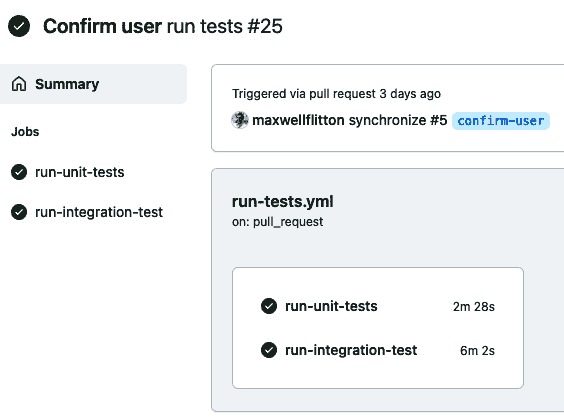 Confirm user run tests #25
Summary
Jobs
run-unit-tests
run-integration-test
Triggered via pull request 3 days ago
maxwellflitton synchronize #5 confirm-user
run-tests.yml
on: pull_request
run-unit-tests 2m 28s
run-integration-test 6m 2s